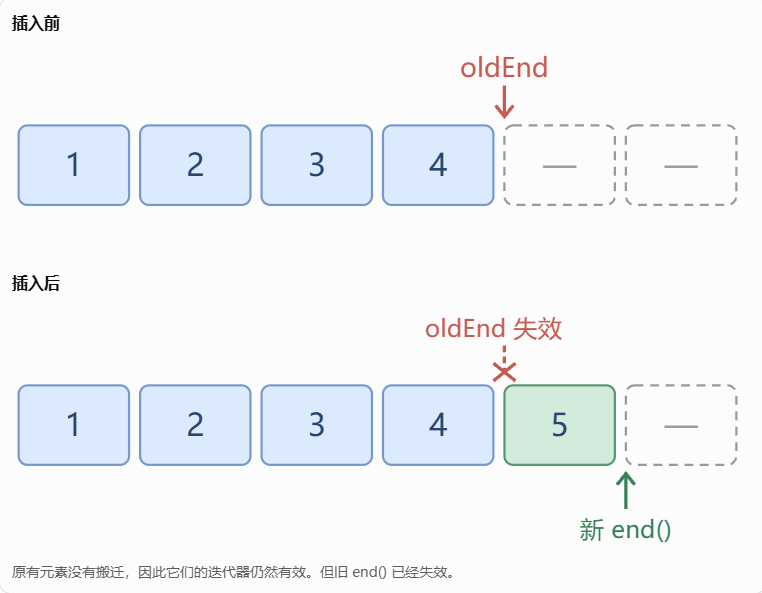 插入前
oldEnd
1 2 3 4 — —
插入后
oldEnd 失效
1 2 3 4 5 —
新 end()
原有元素没有搬迁，因此它们的迭代器仍然有效。但旧 end() 已经失效。